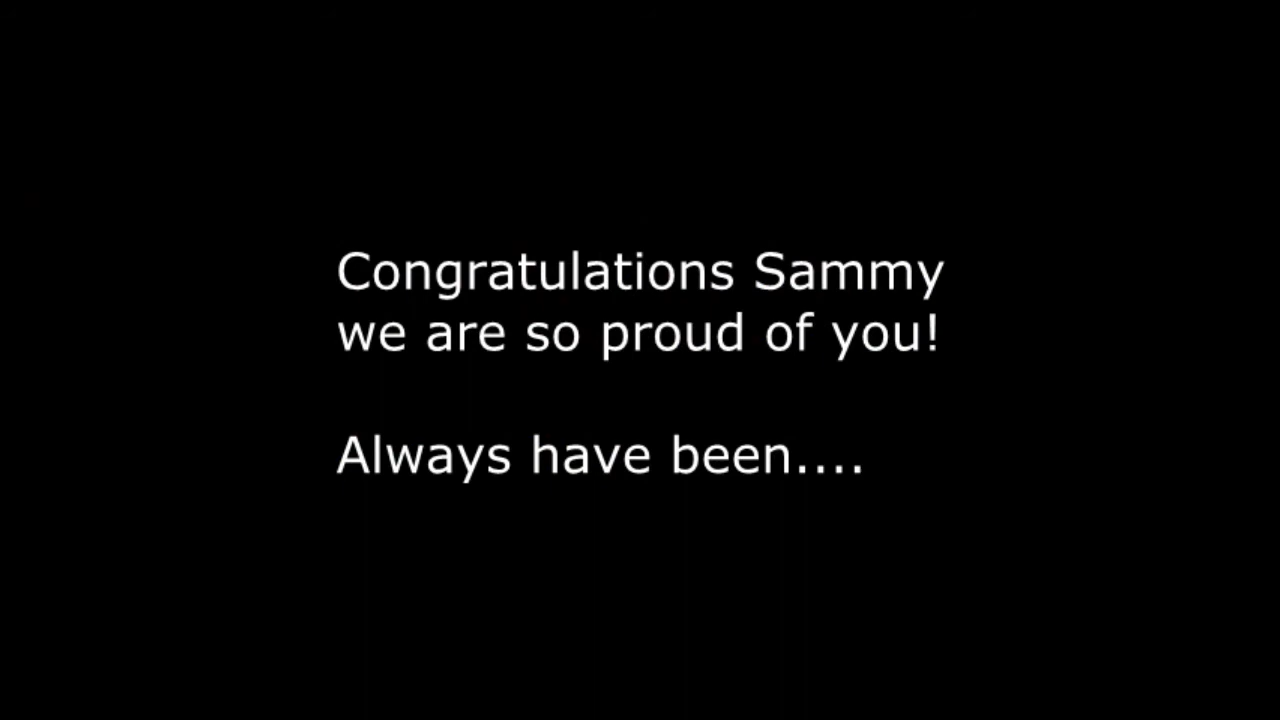 Congratulations Sammy
we are so proud of you!
Always have been....